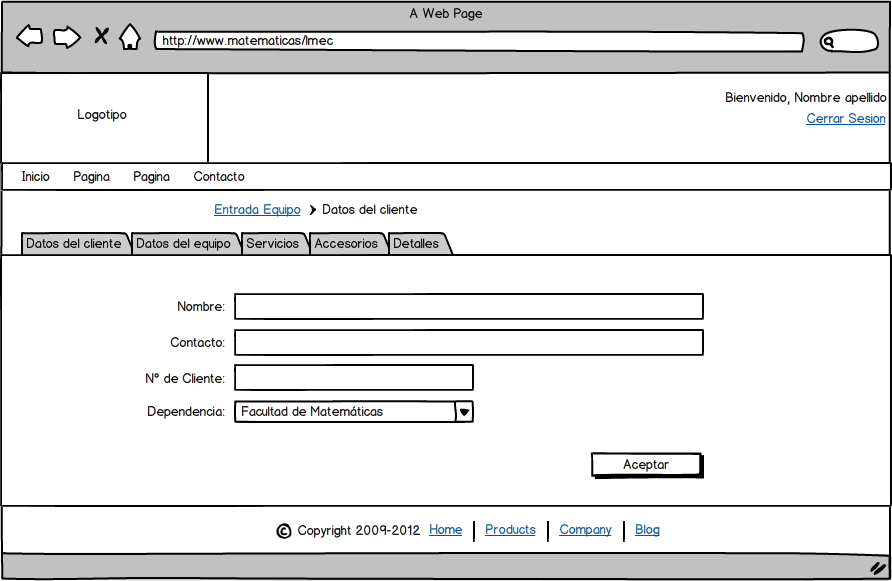 A Web Page
http://www.matematicas/lmec
Logotipo
Bienvenido, Nombre apellido
Cerrar Sesion
Inicio Pagina Pagina Contacto
Entrada Equipo Datos del cliente
Datos del cliente Datos del equipo Servicios Accesorios Detalles
Nombre:
Contacto:
Nº de Cliente:
Dependencia: Facultad de Matemáticas
Aceptar
© Copyright 2009-2012 Home Products Company Blog